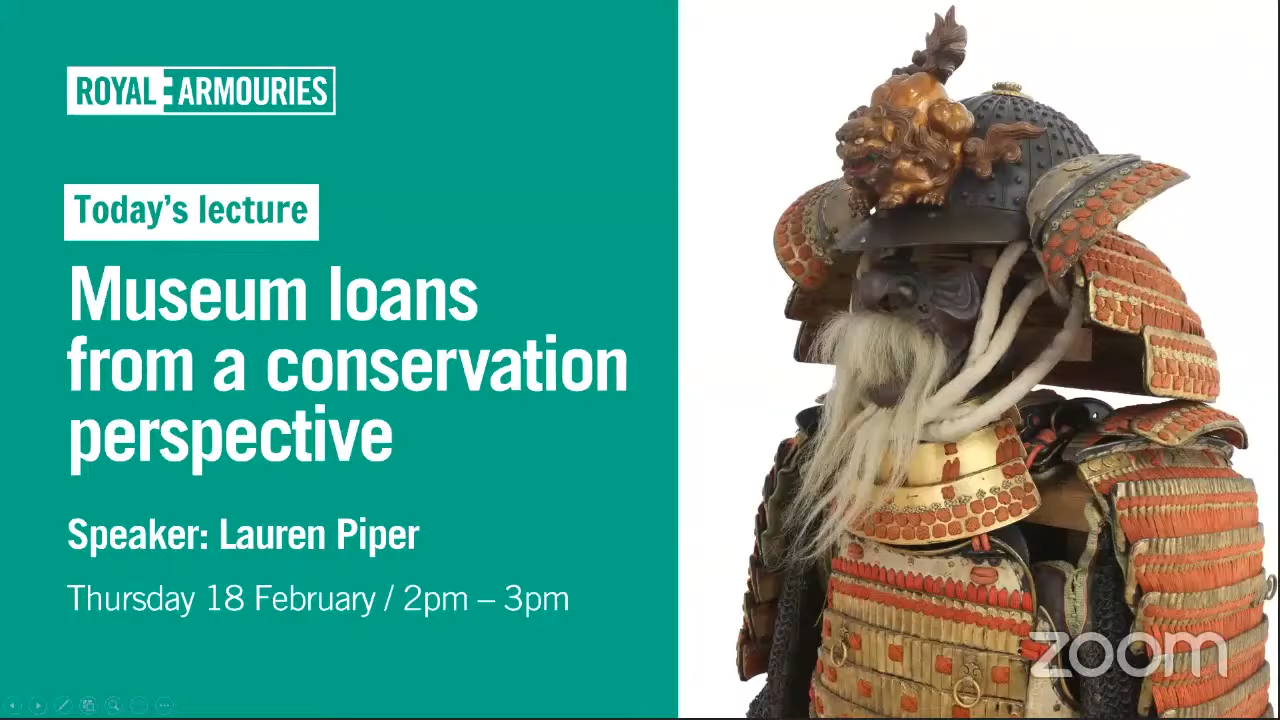 ROYAL ARMOURIES
Today's lecture
Museum loans
from a conservation
perspective
Speaker: Lauren Piper
Thursday 18 February / 2pm – 3pm
zoom